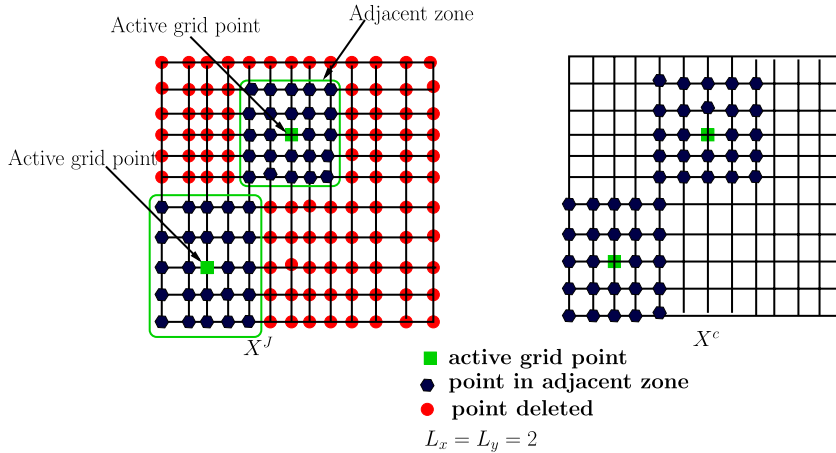 Adjacent zone
Active grid point
Active grid point
X^J
X^c
active grid point
point in adjacent zone
point deleted
L_x = L_y = 2